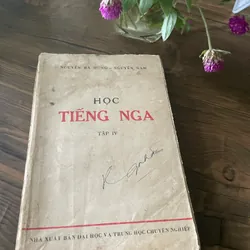 HỌC
TIẾNG NGA
TẬP IV
NHÀ XUẤT BẢN ĐẠI HỌC VÀ TRUNG HỌC CHUYÊN NGHIỆP